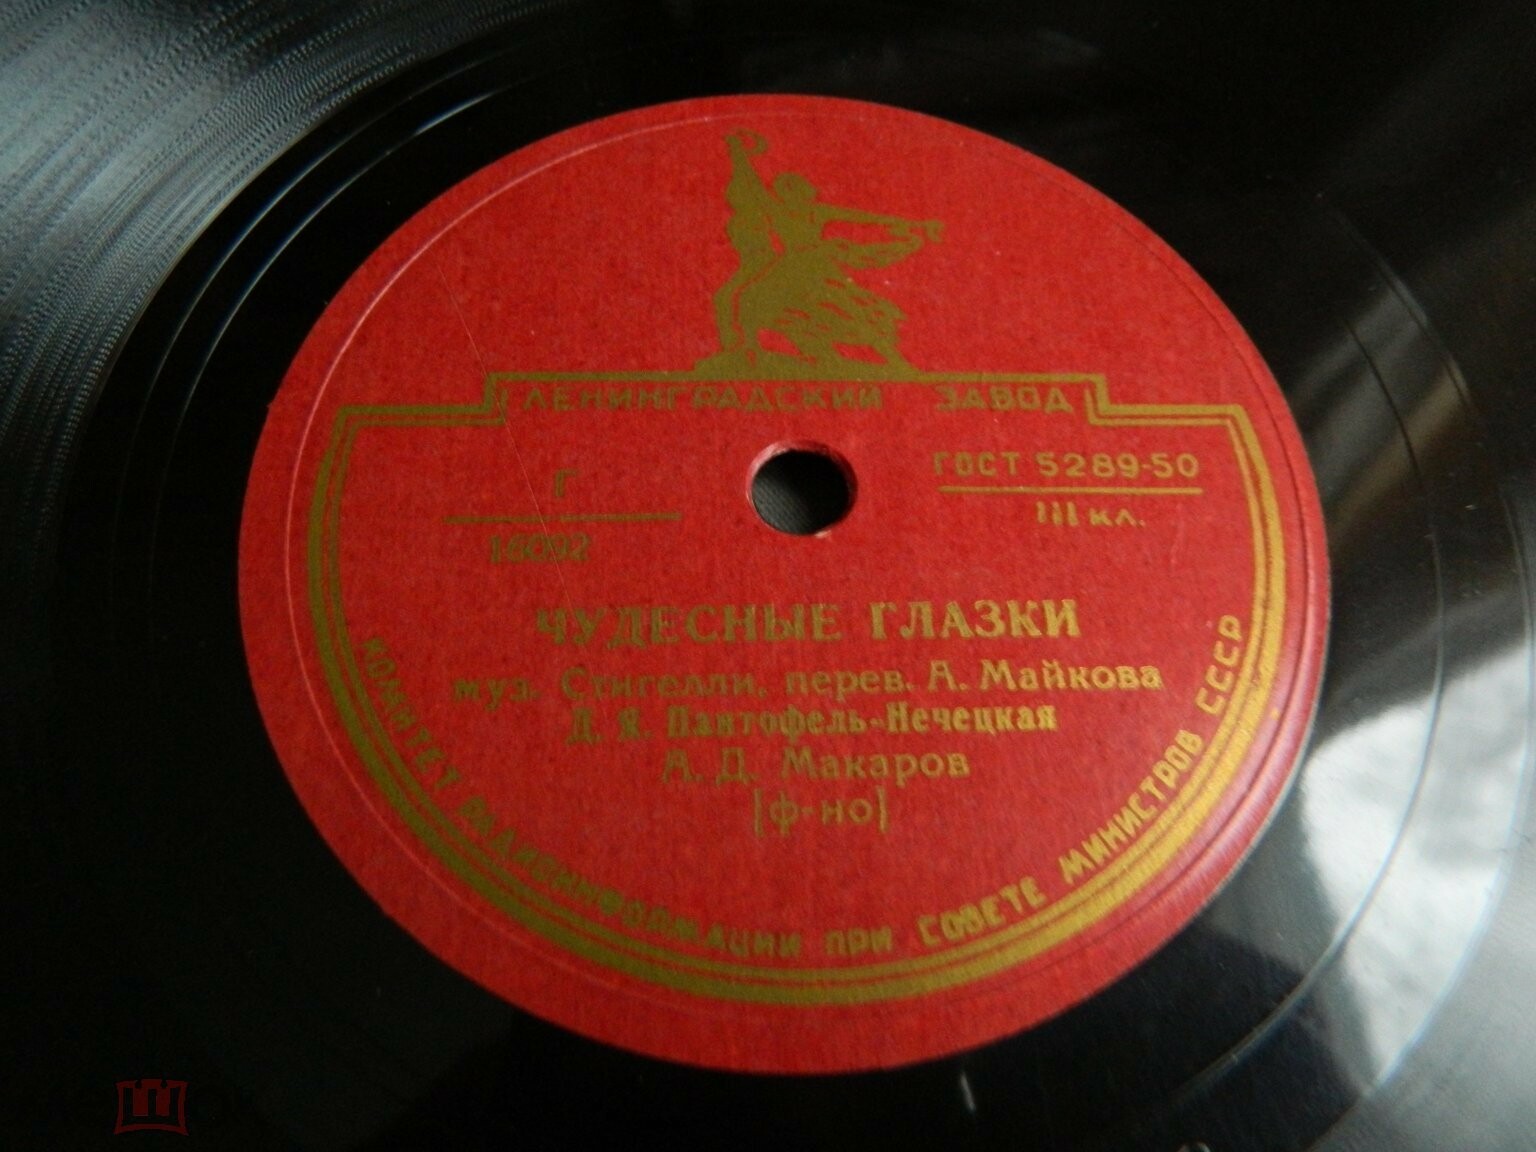 ЛЕНИНГРАДСКИЙ ЗАВОД
Г
16092
ГОСТ 5289-50
III кл.
ЧУДЕСНЫЕ ГЛАЗКИ
муз. Стигелли, перев. А. Майкова
Д. Я. Пантофель-Нечецкая
А. Д. Макаров
[ф-но]
КОМИТЕТ РАДИОИНФОРМАЦИИ ПРИ СОВЕТЕ МИНИСТРОВ СССР